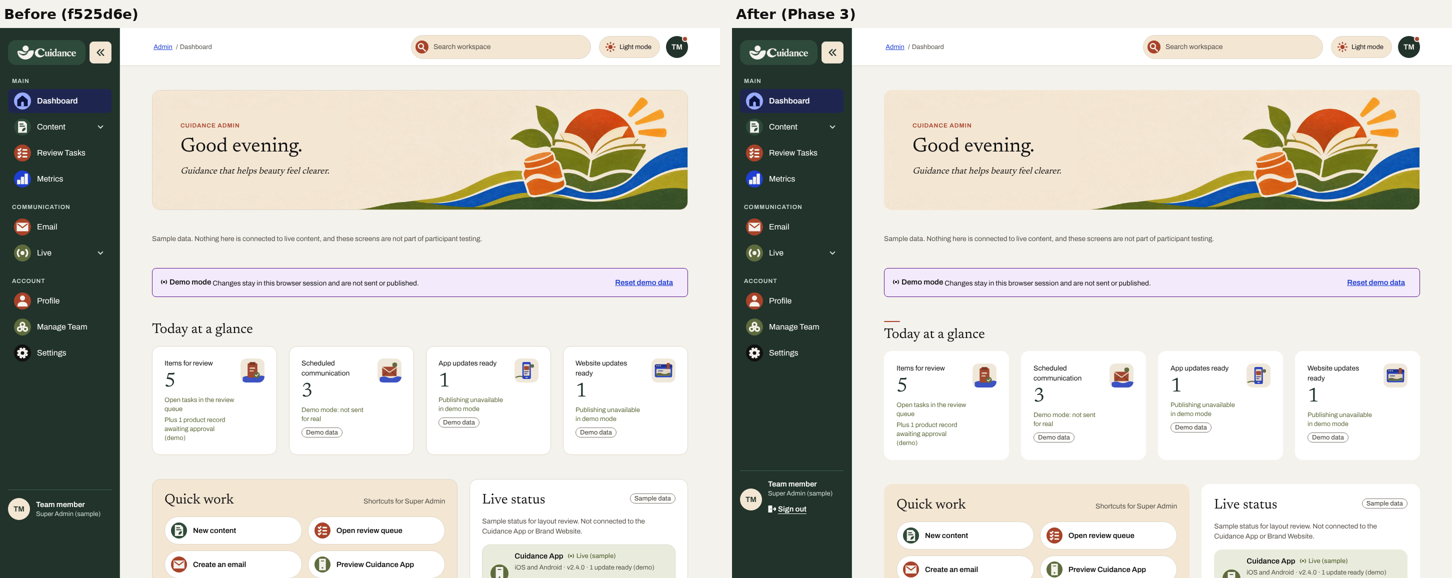 Before (f525d6e)
Cuidance
Admin / Dashboard
Search workspace
Light mode
TM
MAIN
Dashboard
Content
Review Tasks
Metrics
COMMUNICATION
Email
Live
ACCOUNT
Profile
Manage Team
Settings
TM
Team member
Super Admin (sample)
CUIDANCE ADMIN
Good evening.
Guidance that helps beauty feel clearer.
Sample data. Nothing here is connected to live content, and these screens are not part of participant testing.
Demo mode Changes stay in this browser session and are not sent or published.
Reset demo data
Today at a glance
Items for review
5
Open tasks in the review
queue
Plus 1 product record
awaiting approval
(demo)
Scheduled
communication
3
Demo mode: not sent
for real
Demo data
App updates ready
1
Publishing unavailable
in demo mode
Demo data
Website updates
ready
1
Publishing unavailable
in demo mode
Demo data
Quick work
Shortcuts for Super Admin
New content
Open review queue
Create an email
Preview Cuidance App
Live status
Sample data
Sample status for layout review. Not connected to the
Cuidance App or Brand Website.
Cuidance App
Live (sample)
iOS and Android · v2.4.0 · 1 update ready (demo)
After (Phase 3)
Cuidance
Admin / Dashboard
Search workspace
Light mode
TM
MAIN
Dashboard
Content
Review Tasks
Metrics
COMMUNICATION
Email
Live
ACCOUNT
Profile
Manage Team
Settings
TM
Team member
Super Admin (sample)
Sign out
CUIDANCE ADMIN
Good evening.
Guidance that helps beauty feel clearer.
Sample data. Nothing here is connected to live content, and these screens are not part of participant testing.
Demo mode Changes stay in this browser session and are not sent or published.
Reset demo data
Today at a glance
Items for review
5
Open tasks in the review
queue
Plus 1 product record
awaiting approval
(demo)
Scheduled
communication
3
Demo mode: not sent
for real
Demo data
App updates ready
1
Publishing unavailable
in demo mode
Demo data
Website updates
ready
1
Publishing unavailable
in demo mode
Demo data
Quick work
Shortcuts for Super Admin
New content
Open review queue
Create an email
Preview Cuidance App
Live status
Sample data
Sample status for layout review. Not connected to the
Cuidance App or Brand Website.
Cuidance App
Live (sample)
iOS and Android · v2.4.0 · 1 update ready (demo)